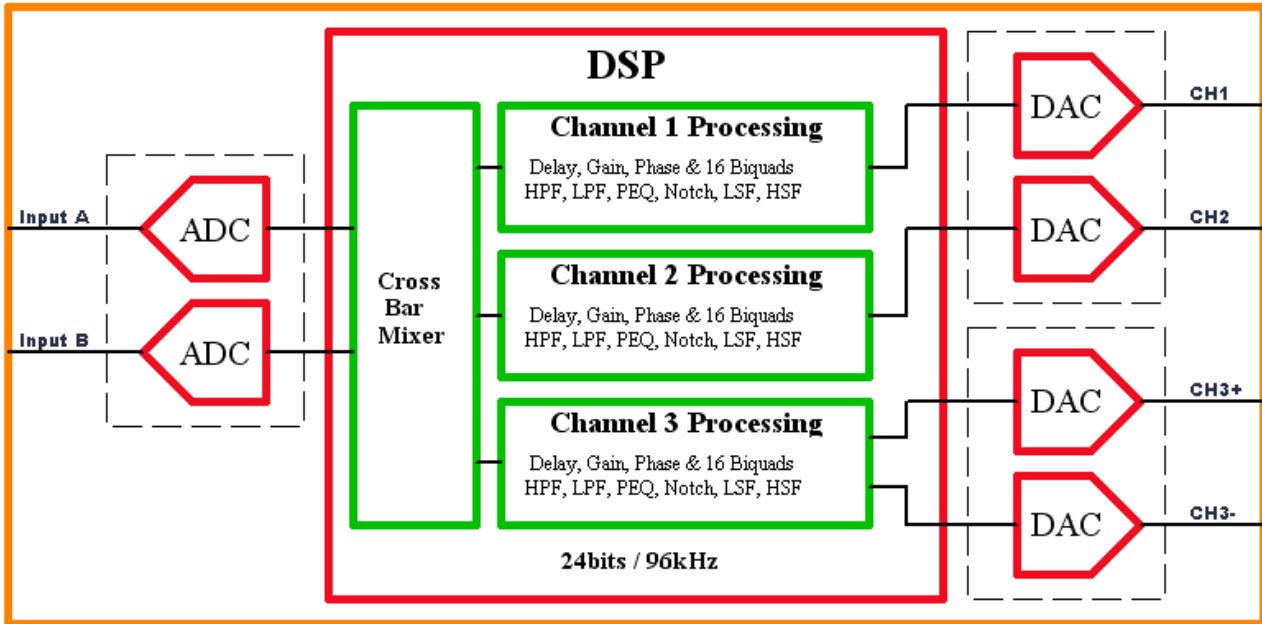 DSP
Input A
ADC
Input B
ADC
Cross
Bar
Mixer
Channel 1 Processing
Delay, Gain, Phase & 16 Biquads
HPF, LPF, PEQ, Notch, LSF, HSF
Channel 2 Processing
Delay, Gain, Phase & 16 Biquads
HPF, LPF, PEQ, Notch, LSF, HSF
Channel 3 Processing
Delay, Gain, Phase & 16 Biquads
HPF, LPF, PEQ, Notch, LSF, HSF
24bits / 96kHz
DAC
CH1
DAC
CH2
DAC
CH3+
DAC
CH3-